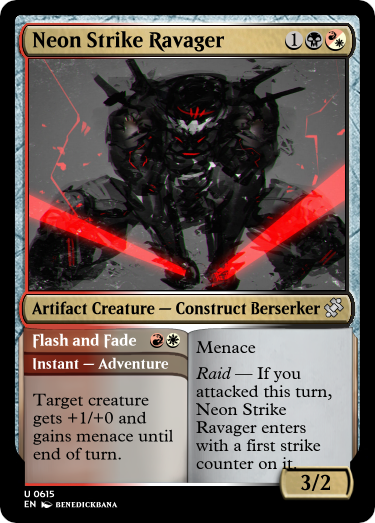 Neon Strike Ravager 1
Artifact Creature — Construct Berserker
Flash and Fade
Instant — Adventure
Target creature
gets +1/+0 and
gains menace until
end of turn.
Menace
Raid — If you
attacked this turn,
Neon Strike
Ravager enters
with a first strike
counter on it.
3/2
U 0615
EN BENEDICKBANA